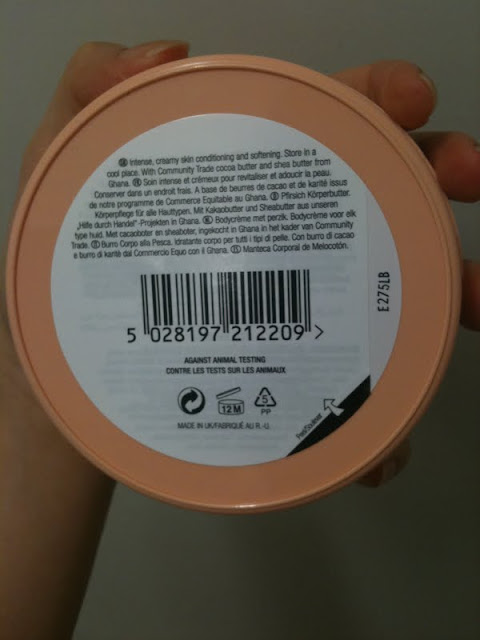 GB Intense, creamy skin conditioning and softening. Store in a
cool place. With Community Trade cocoa butter and shea butter from
Ghana. FR Soin intense et crémeux pour revitaliser et adoucir la peau.
Conserver dans un endroit frais. A base de beurres de cacao et de karité issus
de notre programme de Commerce Equitable au Ghana. D Pfirsich Körperbutter.
Körperpflege für alle Hauttypen. Mit Kakaobutter und Sheabutter aus unseren
„Hilfe durch Handel“-Projekten in Ghana. NL Bodycrème met perzik. Bodycrème voor elk
type huid. Met cacaoboter en sheaboter, ingekocht in Ghana in het kader van Community
Trade. I Burro Corpo alla Pesca. Idratante corpo per tutti i tipi di pelle. Con burro di cacao
e burro di karité dal Commercio Equo con il Ghana. E Manteca Corporal de Melocotón.
E275LB
5 028197 212209 >
AGAINST ANIMAL TESTING
CONTRE LES TESTS SUR LES ANIMAUX
12M
5
PP
Peel/Soulever
MADE IN UK/FABRIQUÉ AU R.-U.